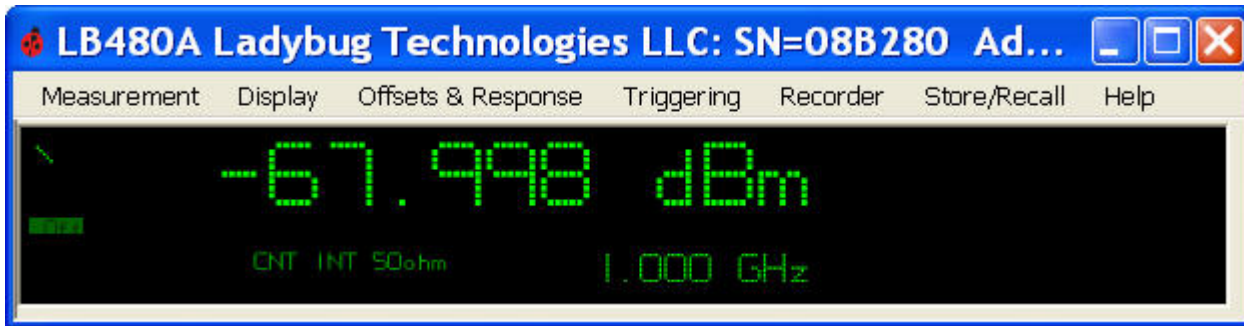 LB480A Ladybug Technologies LLC: SN=08B280 Ad...
Measurement Display Offsets & Response Triggering Recorder Store/Recall Help
-67.998 dBm
Off
CNT INT 50ohm 1.000 GHz